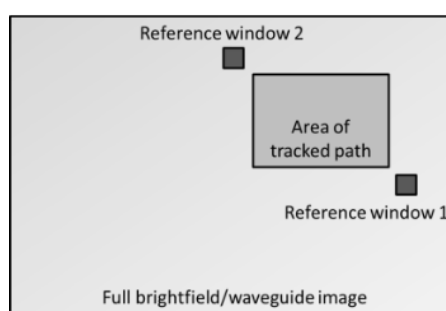 Reference window 2
Area of
tracked path
Reference window 1
Full brightfield/waveguide image